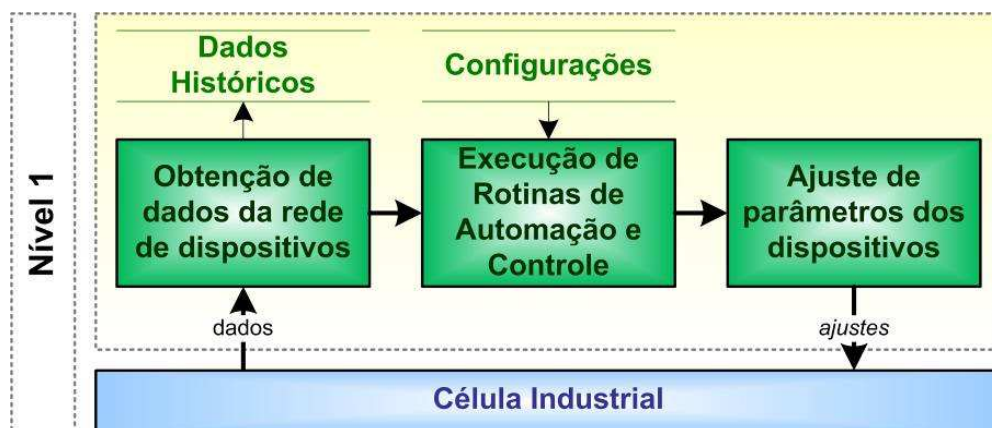 Nível 1
Dados
Históricos
Configurações
Obtenção de
dados da rede
de dispositivos
Execução de
Rotinas de
Automação e
Controle
Ajuste de
parâmetros dos
dispositivos
dados
ajustes
Célula Industrial